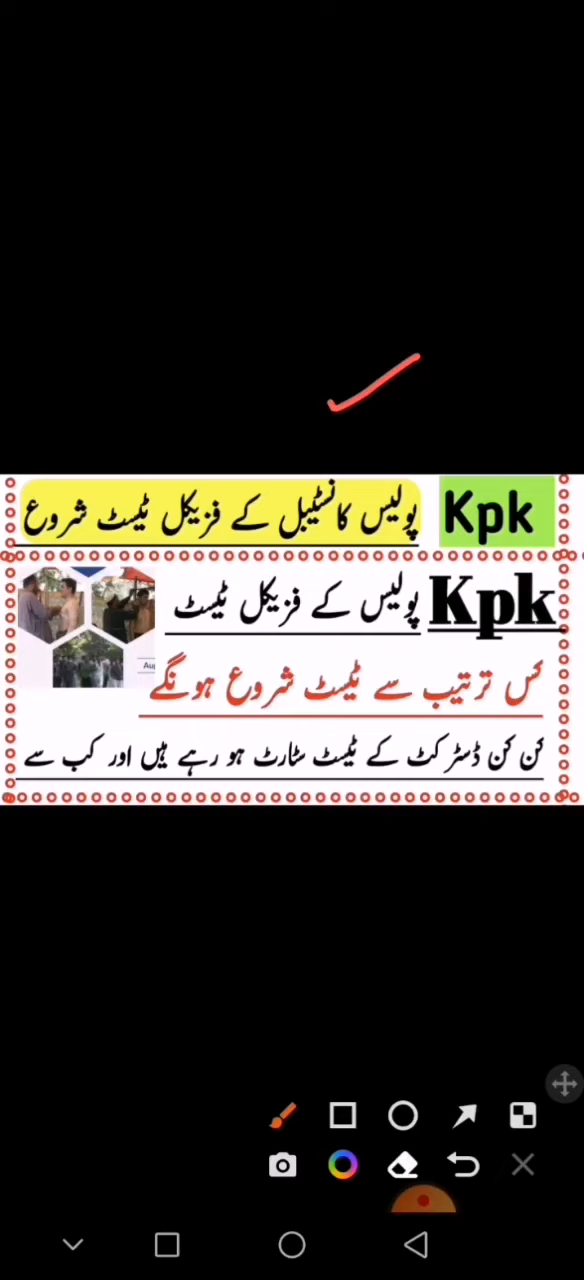 Kpk پولیس کانسٹیبل کے فزیکل ٹیسٹ شروع
Kpk پولیس کے فزیکل ٹیسٹ
کس ترتیب سے ٹیسٹ شروع ہونگے
کن کن ڈسٹرکٹ کے ٹیسٹ سٹارٹ ہو رہے ہیں اور کب سے